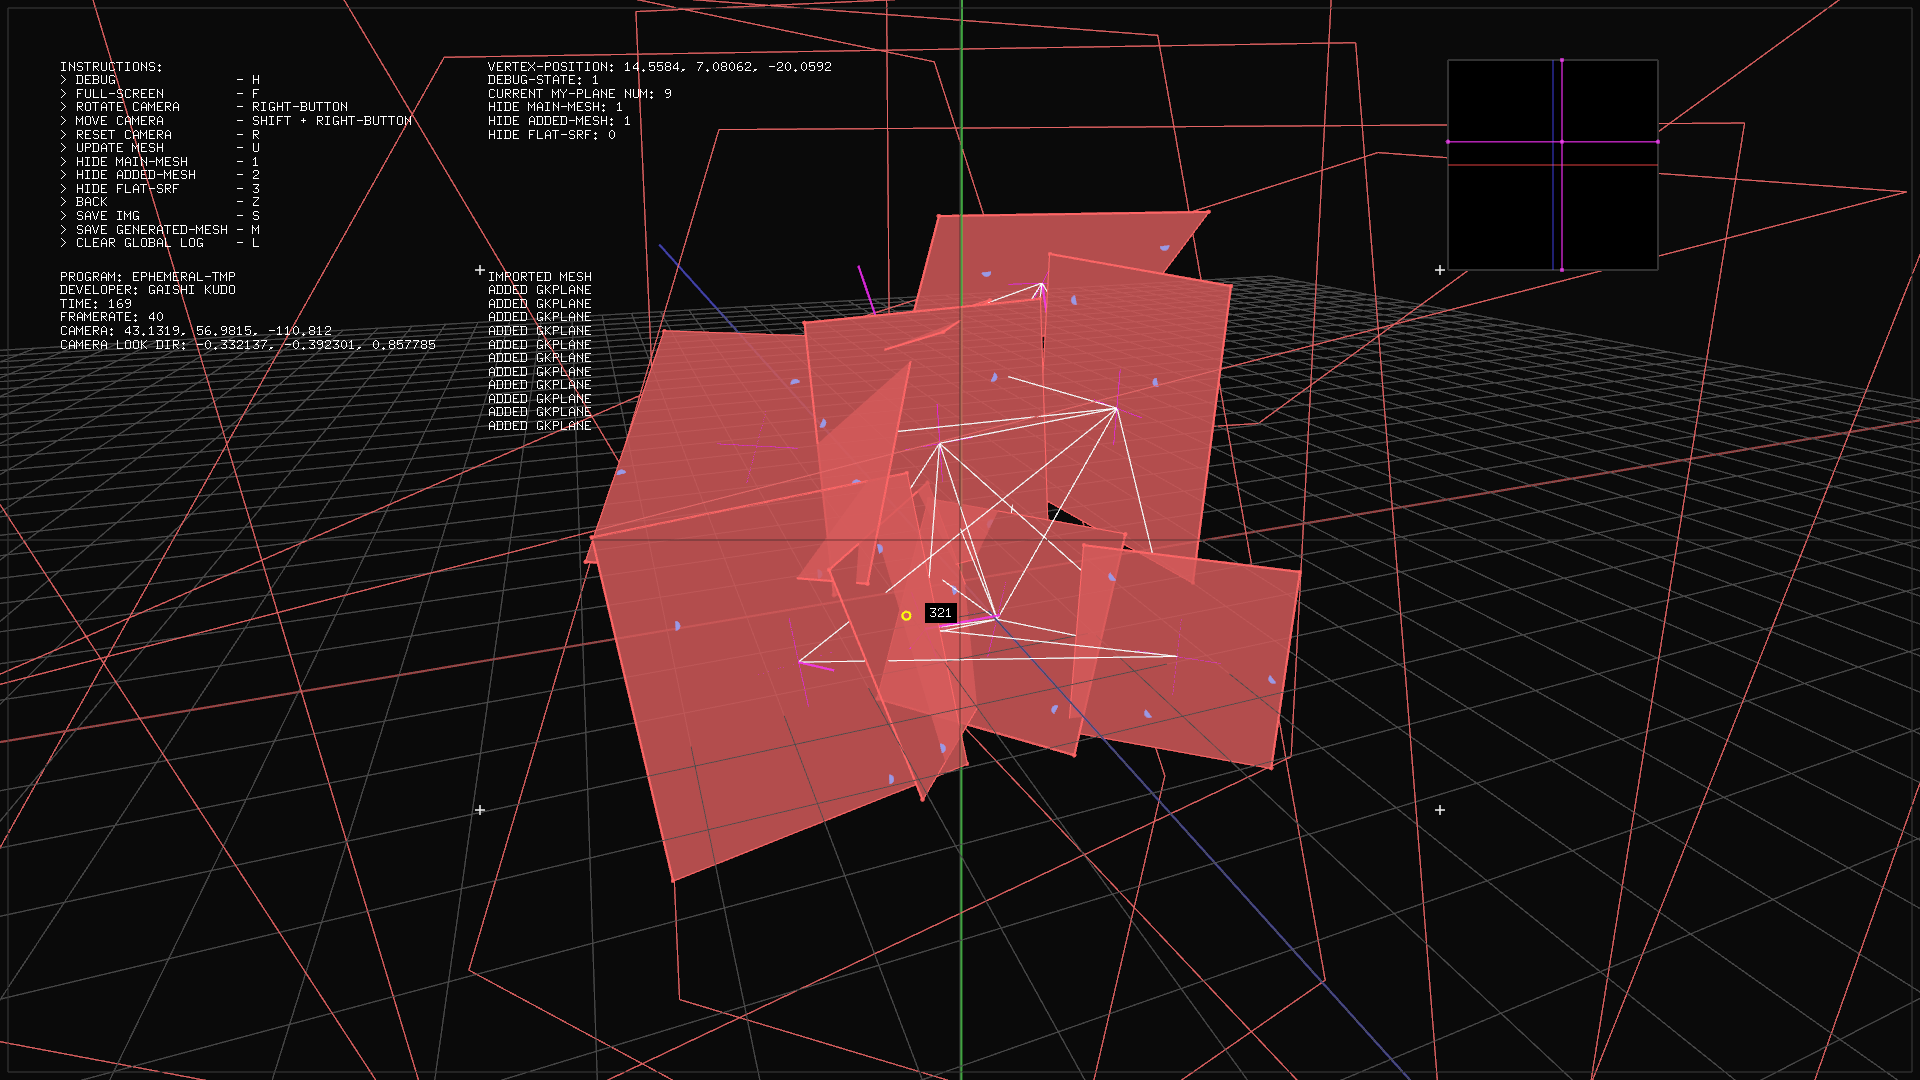 INSTRUCTIONS:
> DEBUG - H
> FULL-SCREEN - F
> ROTATE CAMERA - RIGHT-BUTTON
> MOVE CAMERA - SHIFT + RIGHT-BUTTON
> RESET CAMERA - R
> UPDATE MESH - U
> HIDE MAIN-MESH - 1
> HIDE ADDED-MESH - 2
> HIDE FLAT-SRF - 3
> BACK - Z
> SAVE IMG - S
> SAVE GENERATED-MESH - M
> CLEAR GLOBAL LOG - L
PROGRAM: EPHEMERAL-TMP
DEVELOPER: GAISHI KUDO
TIME: 169
FRAMERATE: 40
CAMERA: 43.1319, 56.9815, -110.812
CAMERA LOOK DIR: -0.332137, -0.392301, 0.857785
VERTEX-POSITION: 14.5584, 7.08062, -20.0592
DEBUG-STATE: 1
CURRENT MY-PLANE NUM: 9
HIDE MAIN-MESH: 1
HIDE ADDED-MESH: 1
HIDE FLAT-SRF: 0
IMPORTED MESH
ADDED GKPLANE
ADDED GKPLANE
ADDED GKPLANE
ADDED GKPLANE
ADDED GKPLANE
ADDED GKPLANE
ADDED GKPLANE
ADDED GKPLANE
ADDED GKPLANE
ADDED GKPLANE
ADDED GKPLANE
321